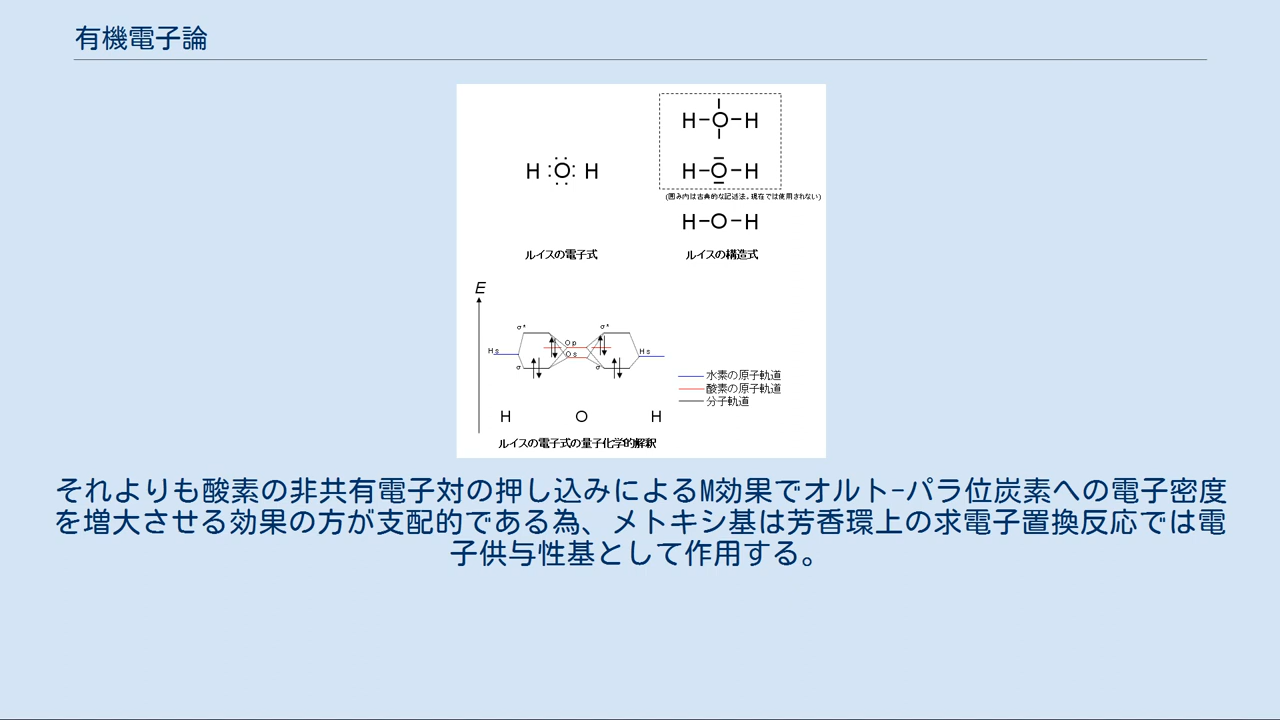 有機電子論
H-O-H
H :O: H
H-O-H
(囲み内は古典的な記述法。現在では使用されない)
H-O-H
ルイスの電子式
ルイスの構造式
E
σ*
σ*
O p
H s
O s
H s
σ
σ
水素の原子軌道
酸素の原子軌道
分子軌道
H O H
ルイスの電子式の量子化学的解釈
それよりも酸素の非共有電子対の押し込みによるM効果でオルト-パラ位炭素への電子密度
を増大させる効果の方が支配的である為、メトキシ基は芳香環上の求電子置換反応では電
子供与性基として作用する。